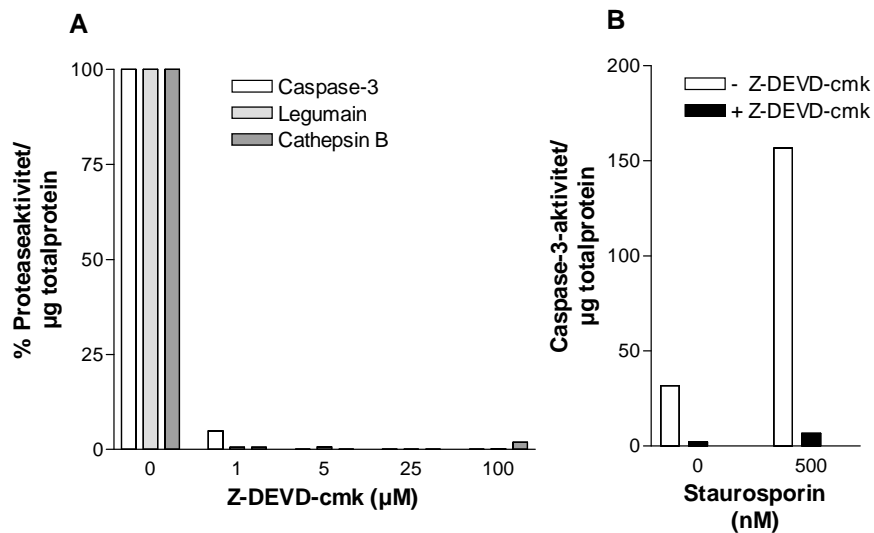 A
% Proteaseaktivitet/
µg totalprotein
100
75
50
25
0
Caspase-3
Legumain
Cathepsin B
0 1 5 25 100
Z-DEVD-cmk (µM)
B
Caspase-3-aktivitet/
µg totalprotein
200
150
100
50
0
- Z-DEVD-cmk
+ Z-DEVD-cmk
0 500
Staurosporin
(nM)